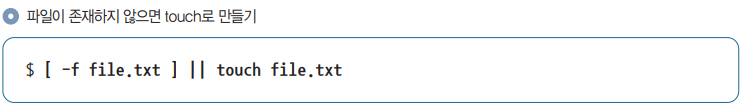 파일이 존재하지 않으면 touch로 만들기
$ [ -f file.txt ] || touch file.txt